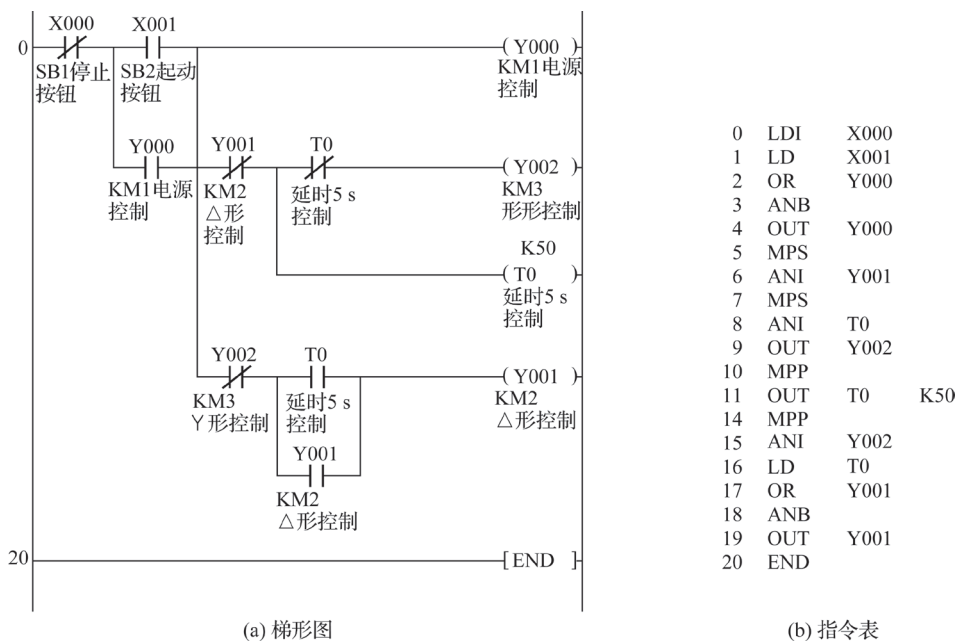 X000 X001
0 ( Y000 )
SB1停止 SB2起动 KM1电源
按钮 按钮 控制
Y000 Y001 T0
( Y002 )
KM1电源 KM2 延时5 s KM3
控制 △形 控制 形形控制
控制
K50
( T0 )
延时5 s
控制
Y002 T0
( Y001 )
KM3 延时5 s KM2
Y形控制 控制 △形控制
Y001
KM2
△形控制
20 [ END ]
(a) 梯形图
0 LDI X000
1 LD X001
2 OR Y000
3 ANB
4 OUT Y000
5 MPS
6 ANI Y001
7 MPS
8 ANI T0
9 OUT Y002
10 MPP
11 OUT T0 K50
14 MPP
15 ANI Y002
16 LD T0
17 OR Y001
18 ANB
19 OUT Y001
20 END
(b) 指令表